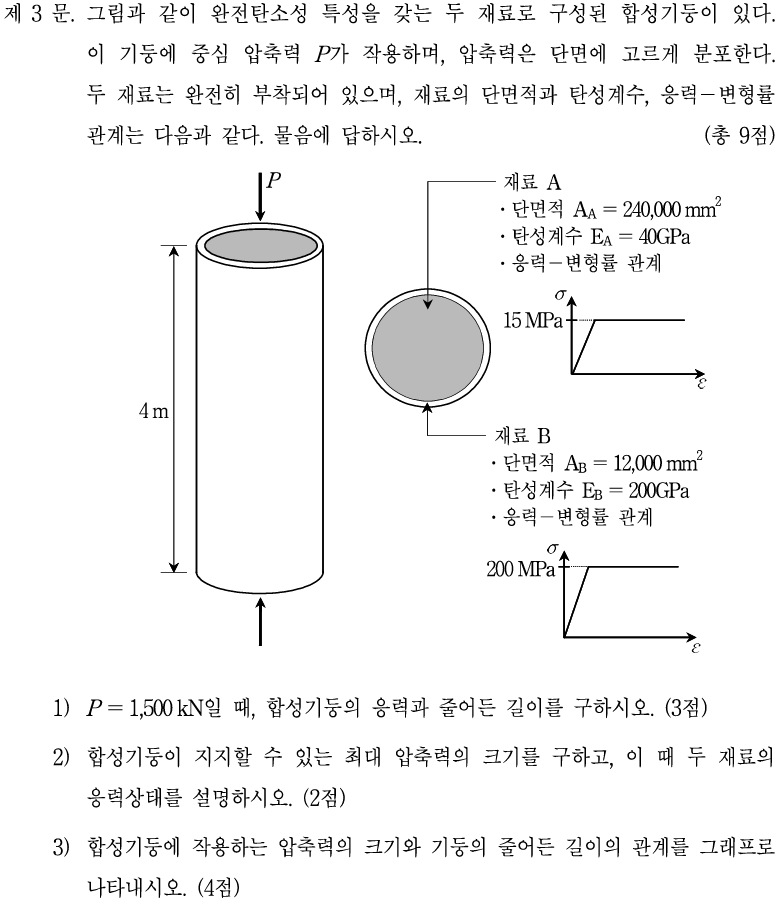 제 3 문. 그림과 같이 완전탄소성 특성을 갖는 두 재료로 구성된 합성기둥이 있다.
이 기둥에 중심 압축력 P가 작용하며, 압축력은 단면에 고르게 분포한다.
두 재료는 완전히 부착되어 있으며, 재료의 단면적과 탄성계수, 응력-변형률
관계는 다음과 같다. 물음에 답하시오. (총 9점)
P
4 m
재료 A
· 단면적 A_A = 240,000 mm²
· 탄성계수 E_A = 40GPa
· 응력-변형률 관계
σ
15 MPa
ε
재료 B
· 단면적 A_B = 12,000 mm²
· 탄성계수 E_B = 200GPa
· 응력-변형률 관계
σ
200 MPa
ε
1) P = 1,500 kN일 때, 합성기둥의 응력과 줄어든 길이를 구하시오. (3점)
2) 합성기둥이 지지할 수 있는 최대 압축력의 크기를 구하고, 이 때 두 재료의
응력상태를 설명하시오. (2점)
3) 합성기둥에 작용하는 압축력의 크기와 기둥의 줄어든 길이의 관계를 그래프로
나타내시오. (4점)